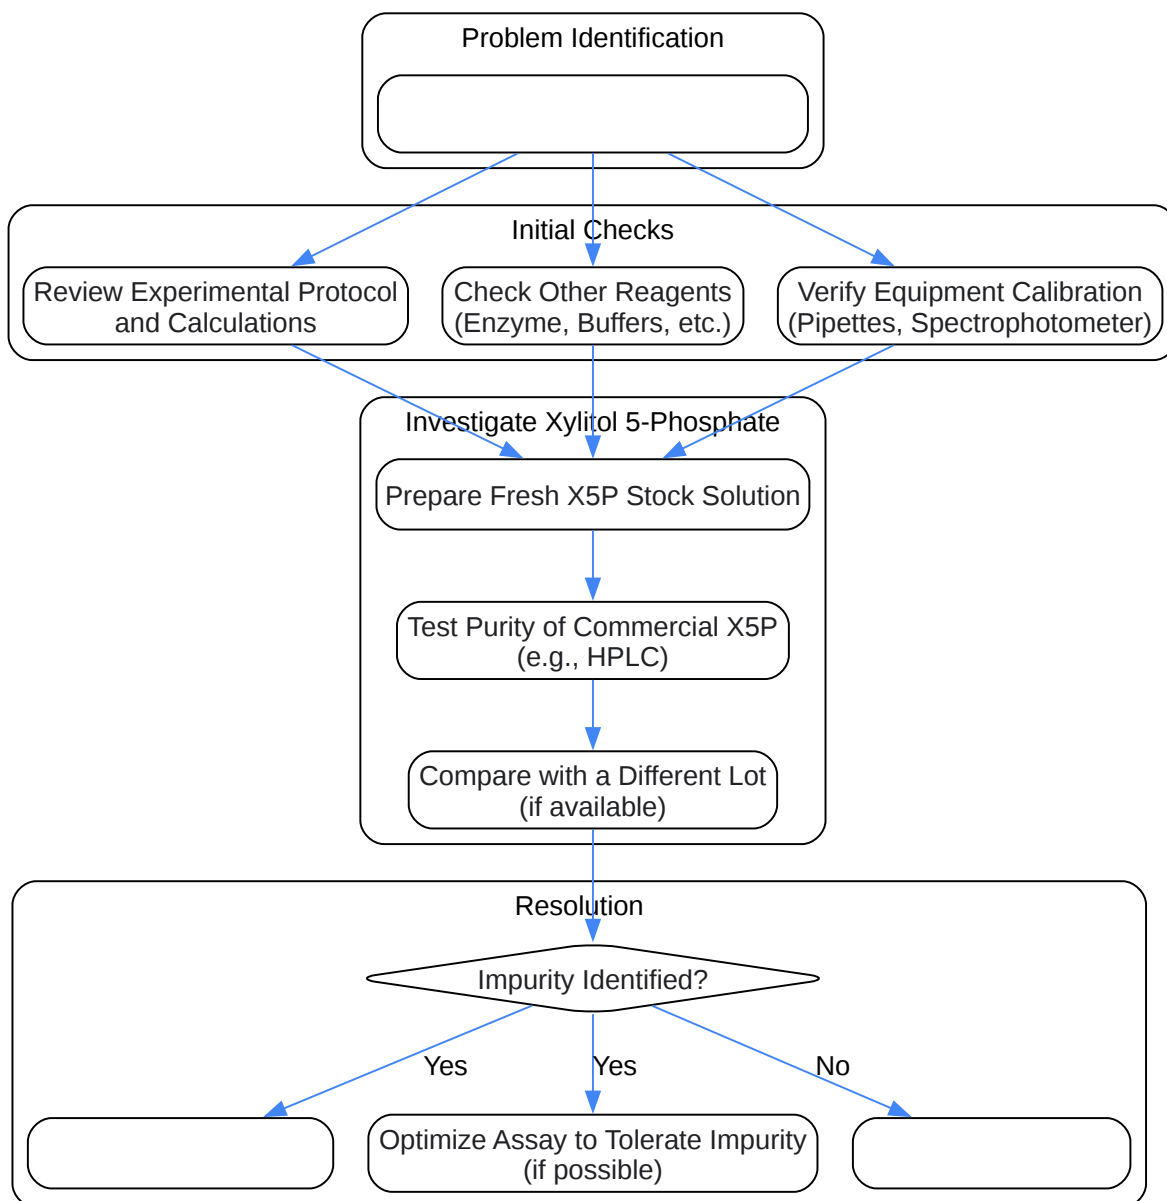 Problem Identification
Initial Checks
Review Experimental Protocol
and Calculations
Check Other Reagents
(Enzyme, Buffers, etc.)
Verify Equipment Calibration
(Pipettes, Spectrophotometer)
Investigate Xylitol 5-Phosphate
Prepare Fresh X5P Stock Solution
Test Purity of Commercial X5P
(e.g., HPLC)
Compare with a Different Lot
(if available)
Resolution
Impurity Identified?
Yes
Yes
No
Optimize Assay to Tolerate Impurity
(if possible)